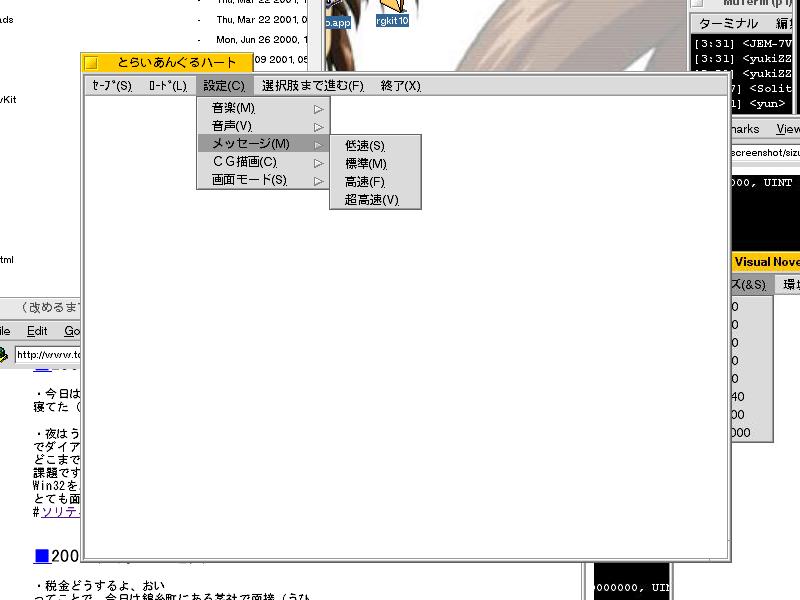 ads
- Thu, Mar 22 2001, 0
- Thu, Mar 22 2001, 0
- Mon, Jun 26 2000, 1
09 2001, 05
o.app
rgkit10
ターミナル
[3:31] <JEM-7V
[3:31] <yukiZZ
[3:31] <yukiZZ
7] <Solit
1] <yun>
vKit
とらいあんぐるハート
ｾｰﾌﾞ(S) ﾛｰﾄﾞ(L) 設定(C) 選択肢まで進む(F) 終了(X)
音楽(M)
音声(V)
メッセージ(M)
ＣＧ描画(C)
画面モード(S)
低速(S)
標準(M)
高速(F)
超高速(V)
marks View
screenshot/sizu
000, UINT
Visual Nove
ズ(&S) 環境
0
0
0
0
0
40
00
000
tml
（改めるまで
ile Edit Go
http://www.to
・今日は
寝てた（
・夜はう
でダイア
どこまで
課題です
Win32を
とても面
#ソリテ
■200
・税金どうするよ、おい
ってことで、今日は錦糸町にある某社で面接（うひ
0000000, UIN